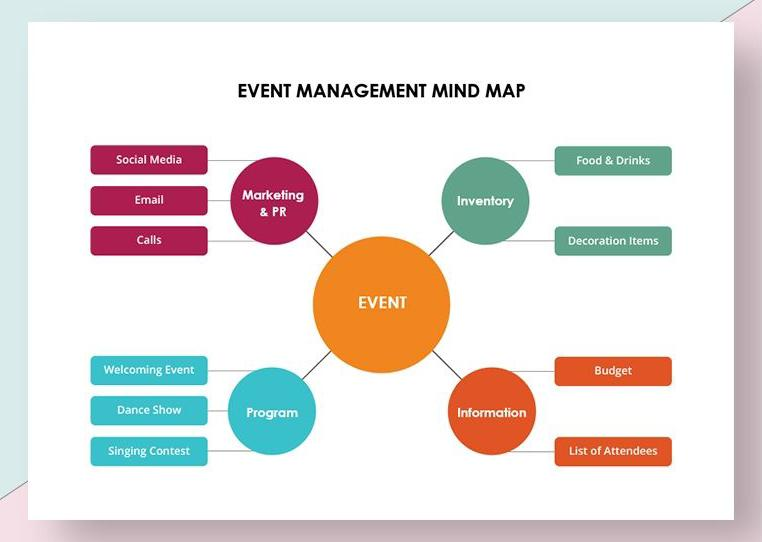 EVENT MANAGEMENT MIND MAP
Social Media
Email
Calls
Marketing
& PR
Inventory
Food & Drinks
Decoration Items
EVENT
Welcoming Event
Dance Show
Singing Contest
Program
Information
Budget
List of Attendees